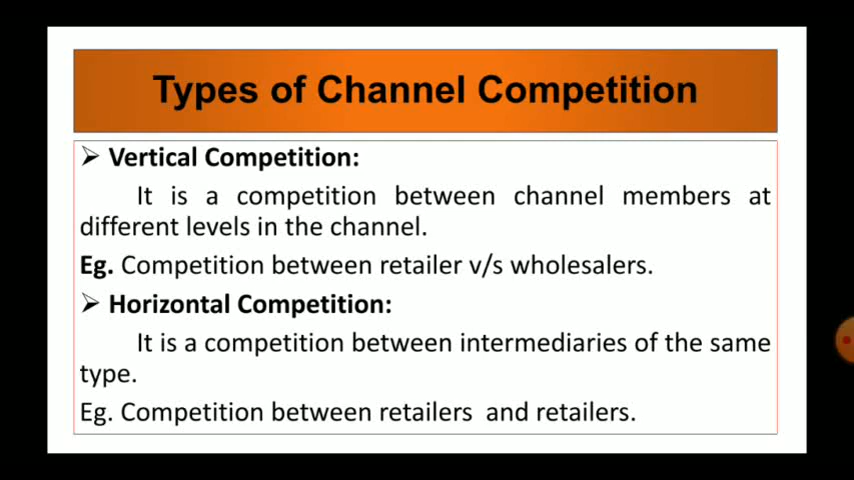 Types of Channel Competition
➢ Vertical Competition:
It is a competition between channel members at
different levels in the channel.
Eg. Competition between retailer v/s wholesalers.
➢ Horizontal Competition:
It is a competition between intermediaries of the same
type.
Eg. Competition between retailers and retailers.